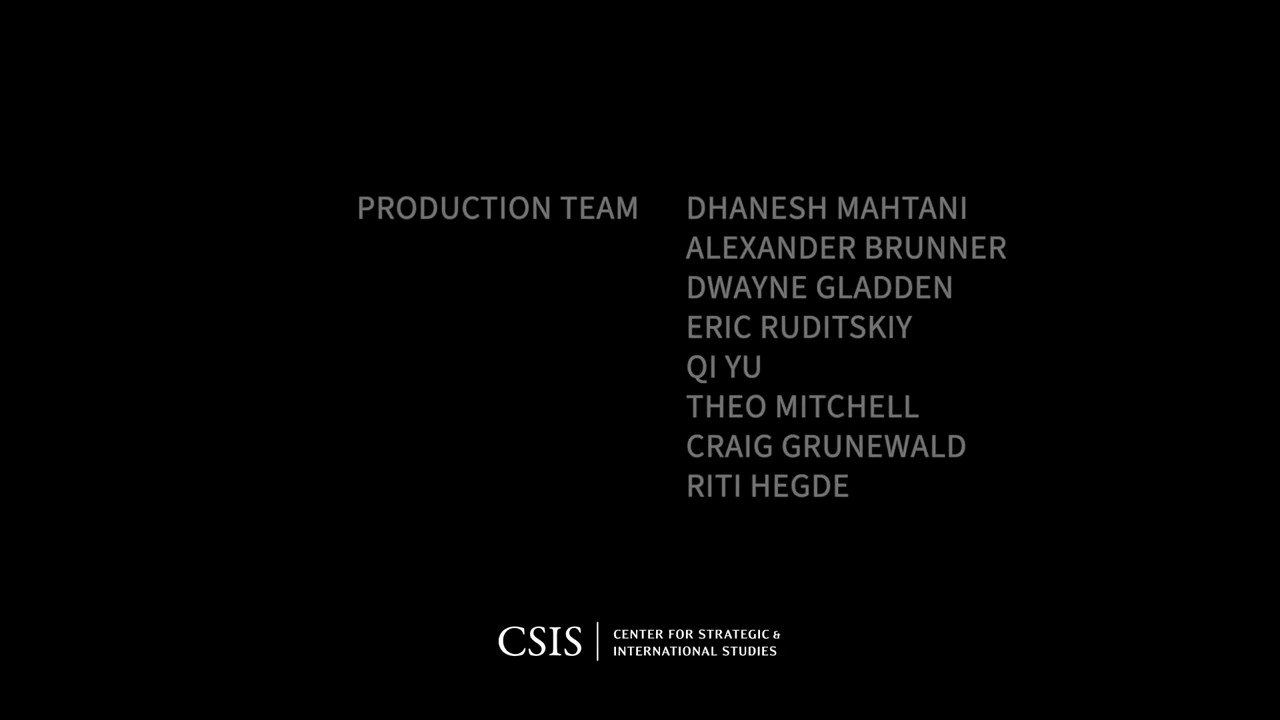 PRODUCTION TEAM DHANESH MAHTANI
ALEXANDER BRUNNER
DWAYNE GLADDEN
ERIC RUDITSKIY
QI YU
THEO MITCHELL
CRAIG GRUNEWALD
RITI HEGDE
CSIS CENTER FOR STRATEGIC &
INTERNATIONAL STUDIES